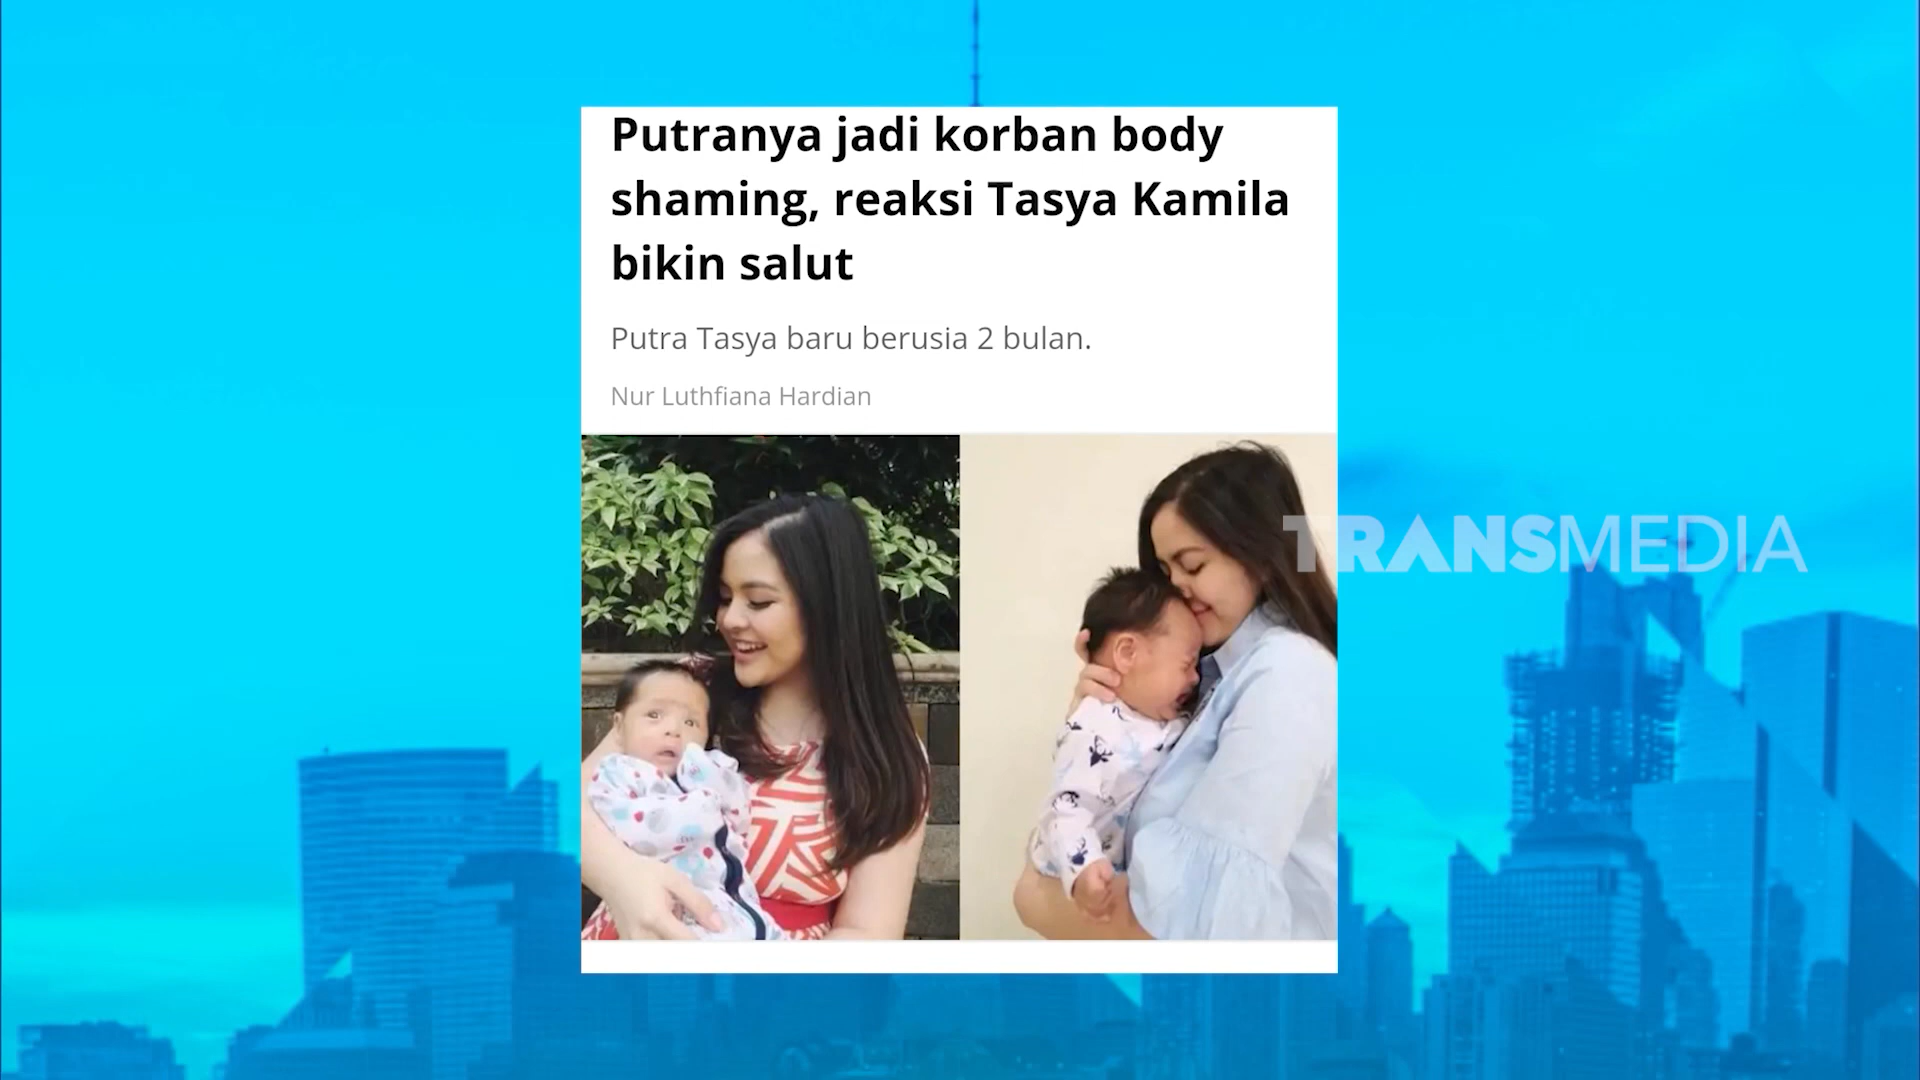 Putranya jadi korban body
shaming, reaksi Tasya Kamila
bikin salut
Putra Tasya baru berusia 2 bulan.
Nur Luthfiana Hardian
TRANSMEDIA